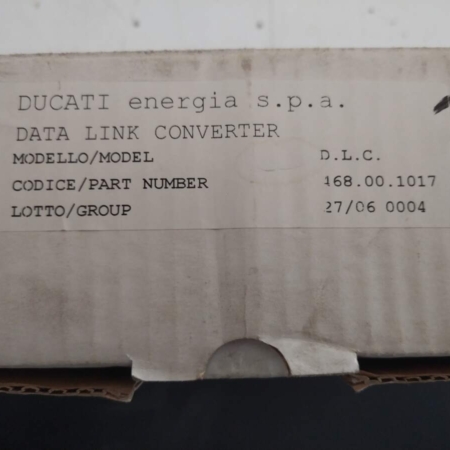 DUCATI energia s.p.a.
DATA LINK CONVERTER
MODELLO/MODEL D.L.C.
CODICE/PART NUMBER 468.00.1017
LOTTO/GROUP 27/06 0004